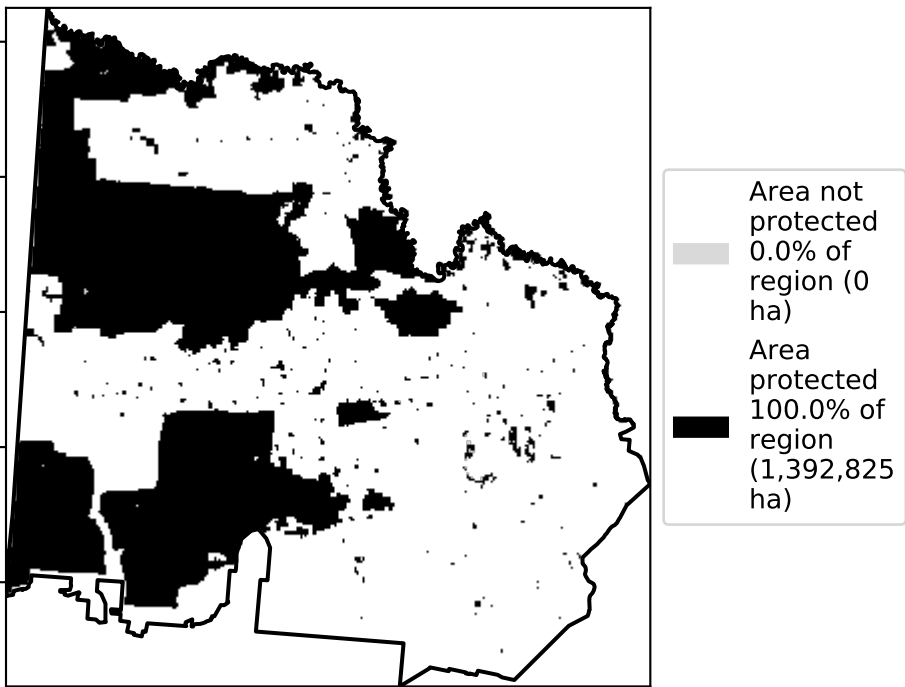 Area not
protected
0.0% of
region (0
ha)
Area
protected
100.0% of
region
(1,392,825
ha)